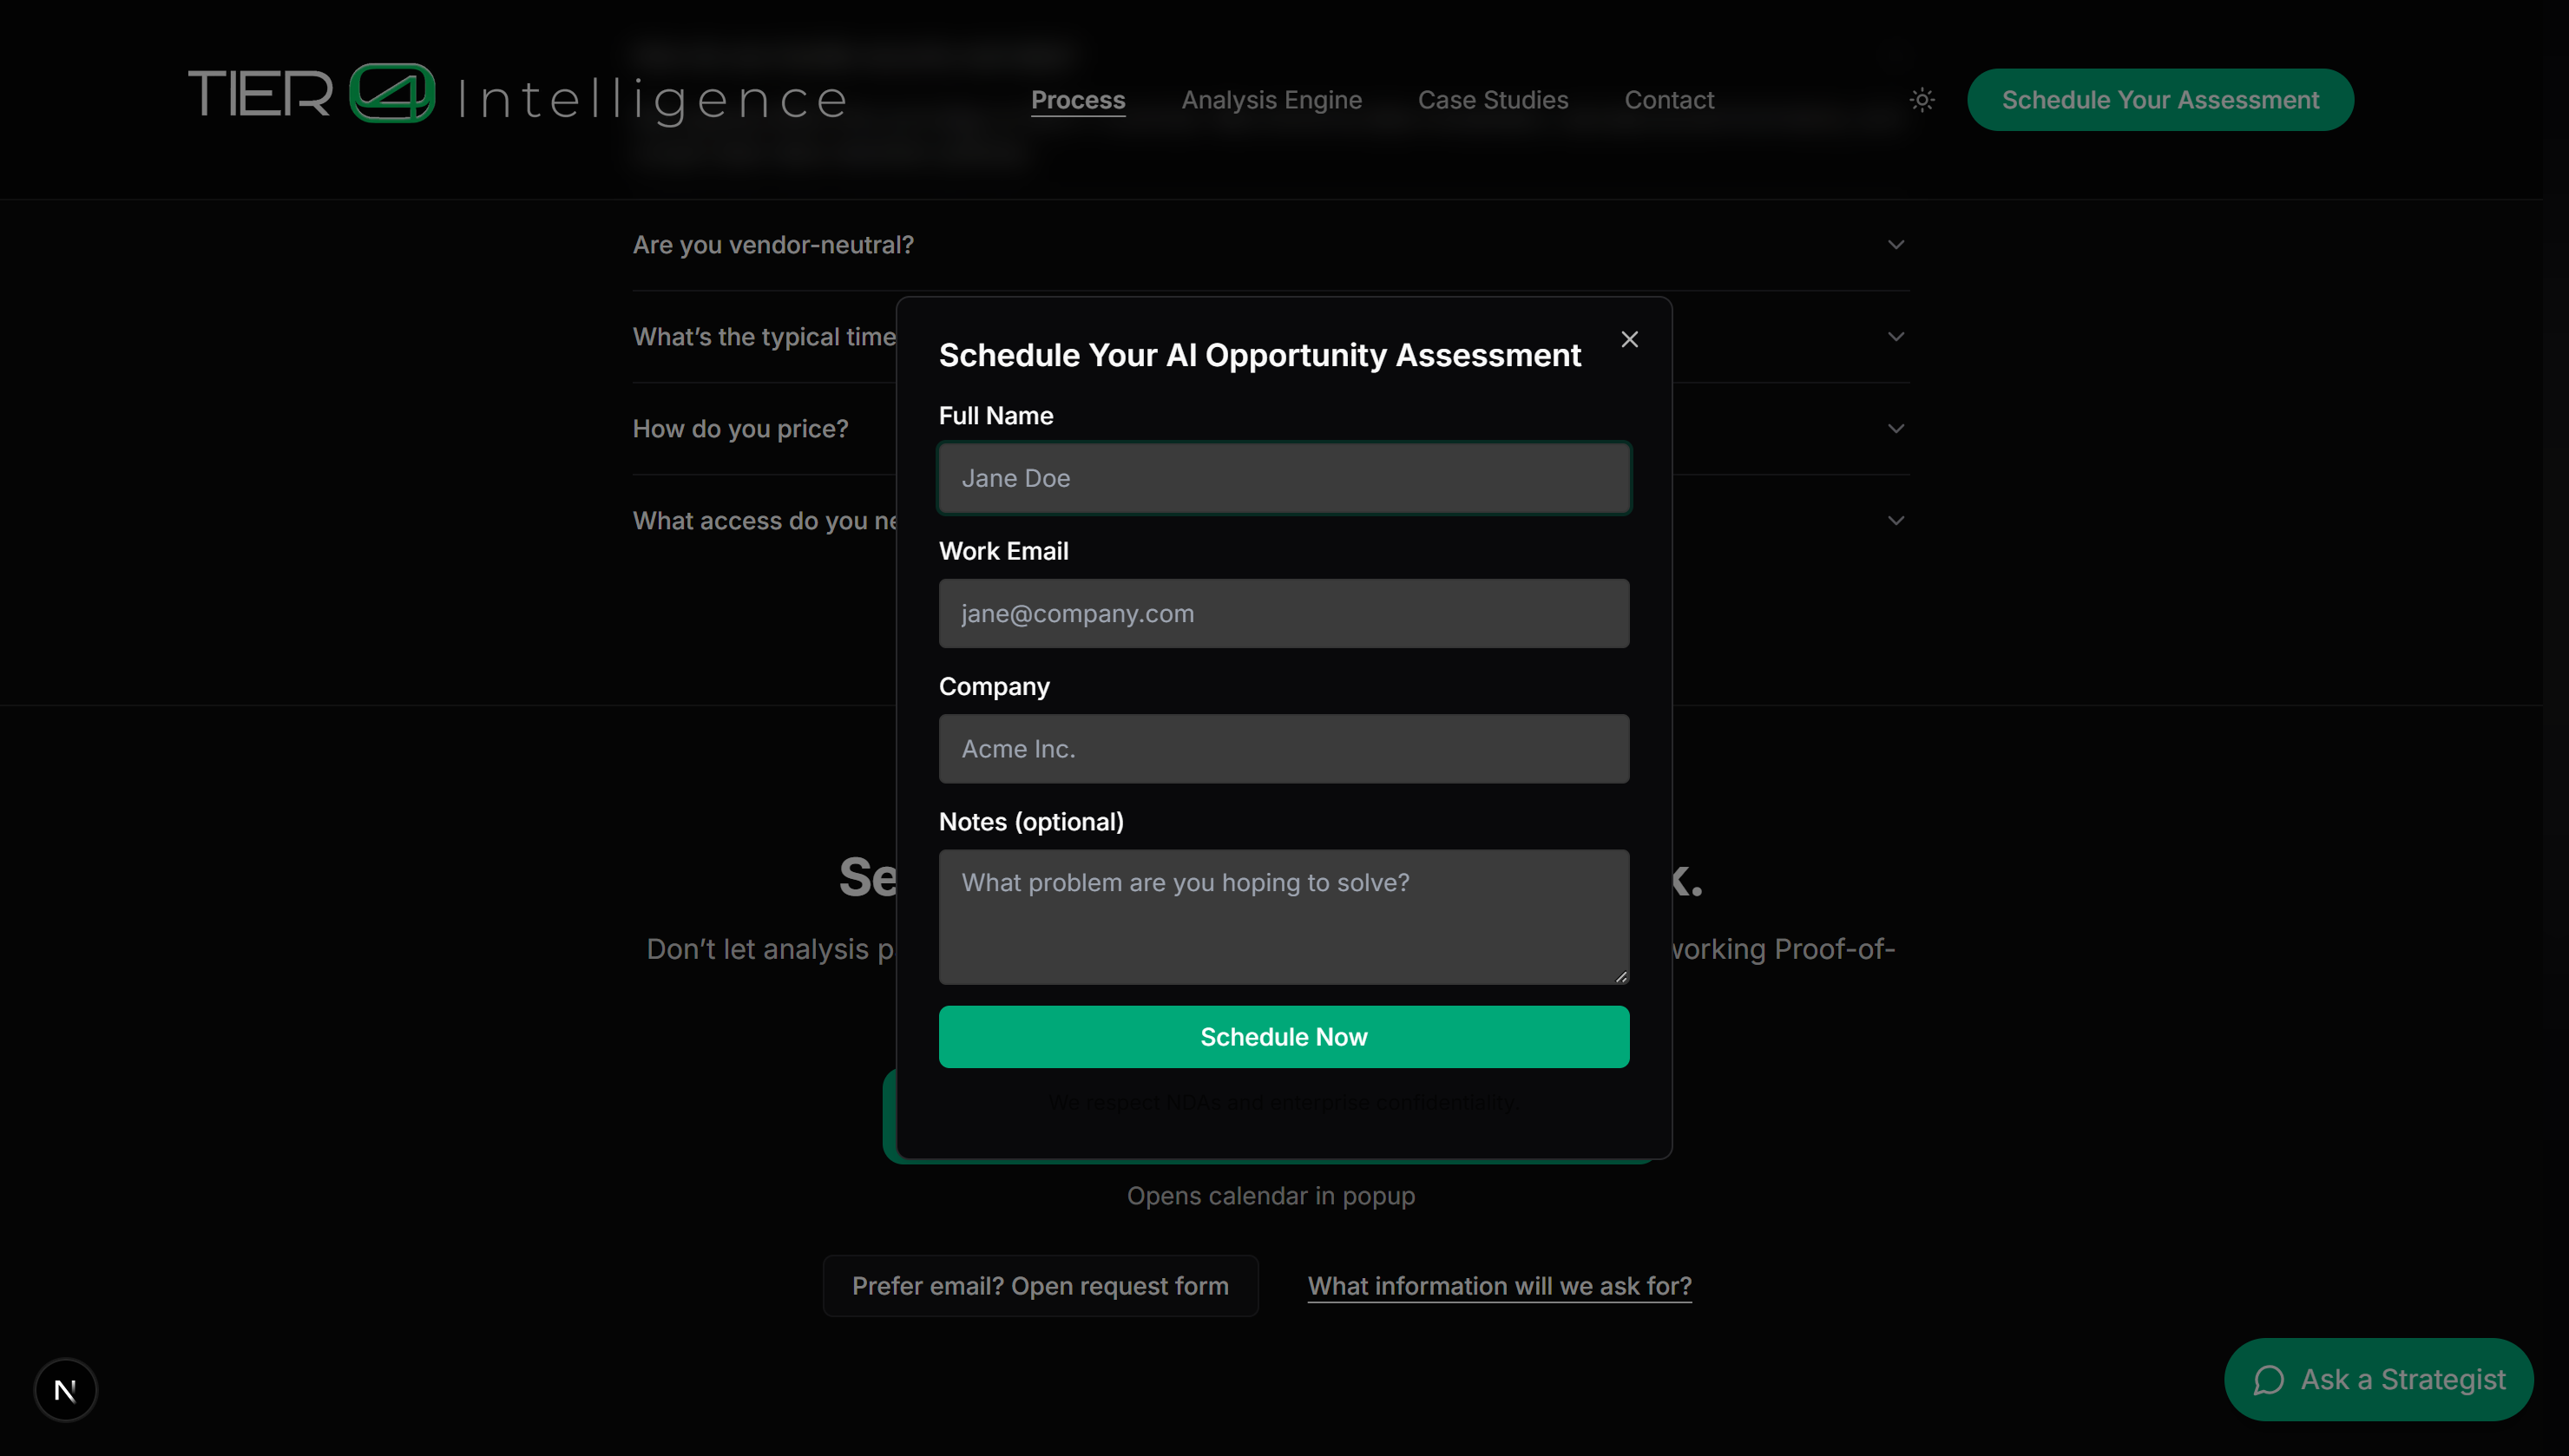 TIER 4 Intelligence
Process
Analysis Engine
Case Studies
Contact
Schedule Your Assessment
Are you vendor-neutral?
What's the typical time
How do you price?
What access do you ne
Schedule Your AI Opportunity Assessment
Full Name
Jane Doe
Work Email
jane@company.com
Company
Acme Inc.
Notes (optional)
What problem are you hoping to solve?
Schedule Now
We respect NDAs and enterprise confidentiality.
Se
k.
Don't let analysis p
working Proof-of-
Opens calendar in popup
Prefer email? Open request form
What information will we ask for?
N
Ask a Strategist